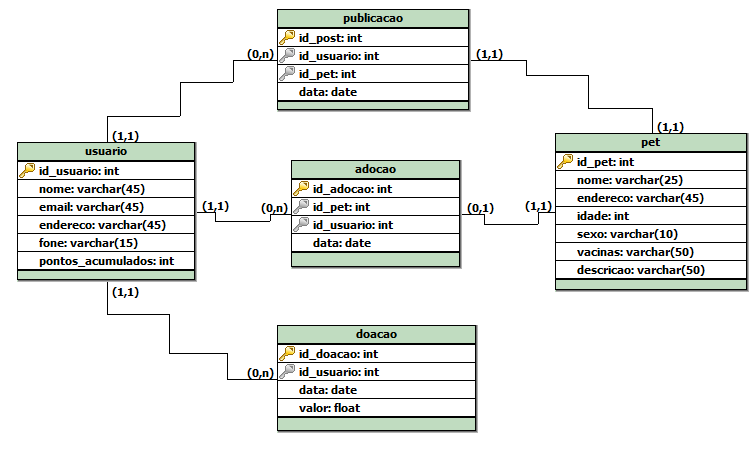 publicacao
id_post: int
id_usuario: int
id_pet: int
data: date
(0,n)
(1,1)
(1,1)
usuario
id_usuario: int
nome: varchar(45)
email: varchar(45)
endereco: varchar(45)
fone: varchar(15)
pontos_acumulados: int
(1,1)
(0,n)
adocao
id_adocao: int
id_pet: int
id_usuario: int
data: date
(0,1)
(1,1)
(1,1)
pet
id_pet: int
nome: varchar(25)
endereco: varchar(45)
idade: int
sexo: varchar(10)
vacinas: varchar(50)
descricao: varchar(50)
(1,1)
(0,n)
doacao
id_doacao: int
id_usuario: int
data: date
valor: float